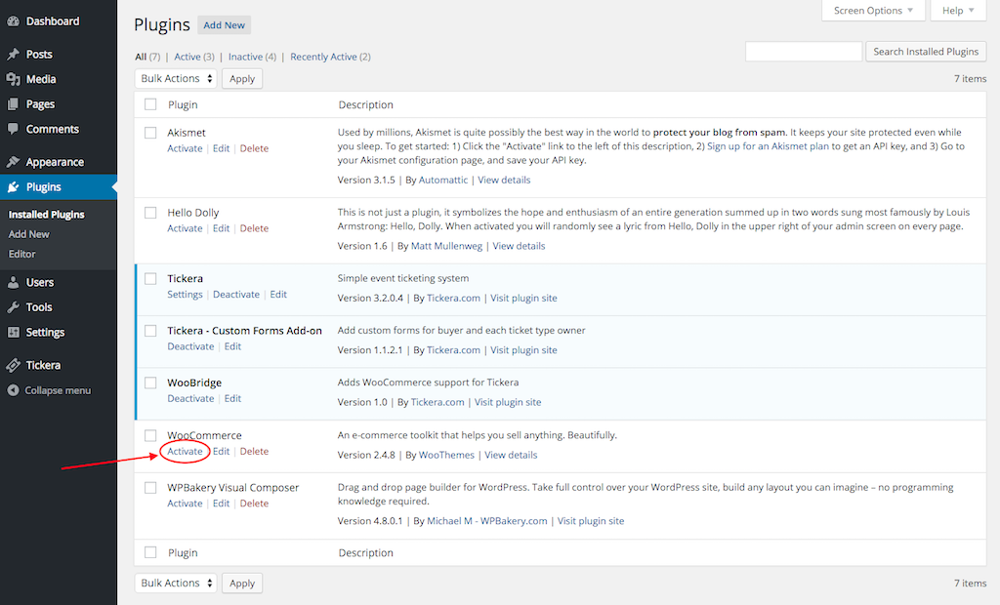 Dashboard
Posts
Media
Pages
Comments
Appearance
Plugins
Installed Plugins
Add New
Editor
Users
Tools
Settings
Tickera
Collapse menu
Screen Options Help
Plugins Add New
All (7) | Active (3) | Inactive (4) | Recently Active (2)
Search Installed Plugins
Bulk Actions Apply
7 items
Plugin Description
Akismet
Activate | Edit | Delete
Used by millions, Akismet is quite possibly the best way in the world to protect your blog from spam. It keeps your site protected even while
you sleep. To get started: 1) Click the "Activate" link to the left of this description, 2) Sign up for an Akismet plan to get an API key, and 3) Go to
your Akismet configuration page, and save your API key.
Version 3.1.5 | By Automattic | View details
Hello Dolly
Activate | Edit | Delete
This is not just a plugin, it symbolizes the hope and enthusiasm of an entire generation summed up in two words sung most famously by Louis
Armstrong: Hello, Dolly. When activated you will randomly see a lyric from Hello, Dolly in the upper right of your admin screen on every page.
Version 1.6 | By Matt Mullenweg | View details
Tickera
Settings | Deactivate | Edit
Simple event ticketing system
Version 3.2.0.4 | By Tickera.com | Visit plugin site
Tickera - Custom Forms Add-on
Deactivate | Edit
Add custom forms for buyer and each ticket type owner
Version 1.1.2.1 | By Tickera.com | Visit plugin site
WooBridge
Deactivate | Edit
Adds WooCommerce support for Tickera
Version 1.0 | By Tickera.com | Visit plugin site
WooCommerce
Activate | Edit | Delete
An e-commerce toolkit that helps you sell anything. Beautifully.
Version 2.4.8 | By WooThemes | View details
WPBakery Visual Composer
Activate | Edit | Delete
Drag and drop page builder for WordPress. Take full control over your WordPress site, build any layout you can imagine – no programming
knowledge required.
Version 4.8.0.1 | By Michael M - WPBakery.com | Visit plugin site
Plugin Description
Bulk Actions Apply
7 items